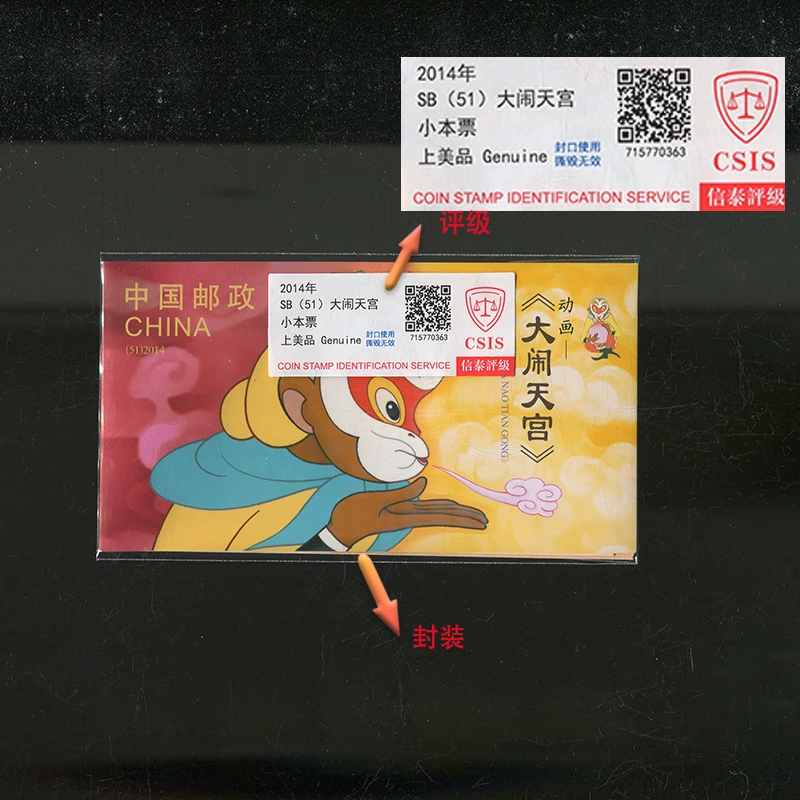 2014年
SB（51）大闹天宫
小本票
上美品 Genuine
封口使用
撕毁无效
715770363
CSIS
COIN STAMP IDENTIFICATION SERVICE
信泰評級
评级
中国邮政
CHINA
(51)2014
2014年
SB（51）大闹天宫
小本票
上美品 Genuine
封口使用
撕毁无效
715770363
CSIS
COIN STAMP IDENTIFICATION SERVICE
信泰評級
动画—
《大闹天宫》
NAO TIAN GONG》
封装